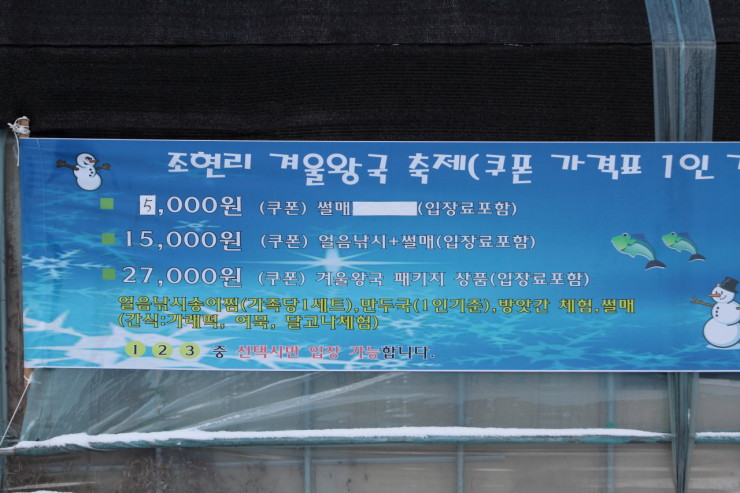 조현리 겨울왕국 축제(쿠폰 가격표 1인
5,000원 (쿠폰) 썰매 (입장료포함)
15,000원 (쿠폰) 얼음낚시+썰매(입장료포함)
27,000원 (쿠폰) 겨울왕국 패키지 상품(입장료포함)
얼음낚시송어찜(가족당1세트),만두국(1인기준),방앗간 체험,썰매
(간식:가래떡, 어묵, 달고나체험)
1 2 3 중 선택시만 입장 가능합니다.